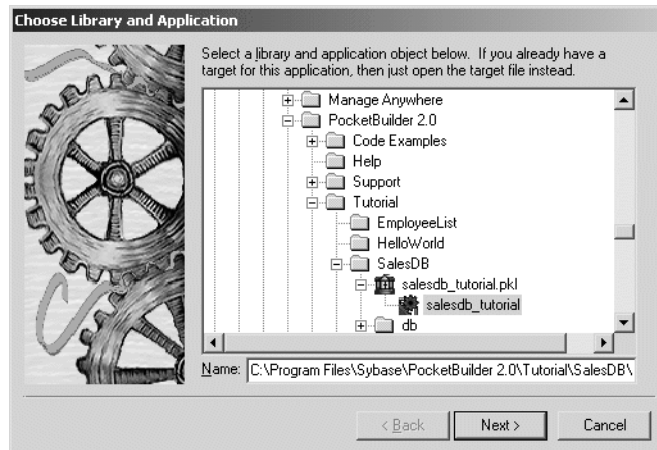 Choose Library and Application
Select a library and application object below. If you already have a
target for this application, then just open the target file instead.
Manage Anywhere
PocketBuilder 2.0
Code Examples
Help
Support
Tutorial
EmployeeList
HelloWorld
SalesDB
salesdb_tutorial.pkl
salesdb_tutorial
db
Name: C:\Program Files\Sybase\PocketBuilder 2.0\Tutorial\SalesDB\
< Back Next > Cancel